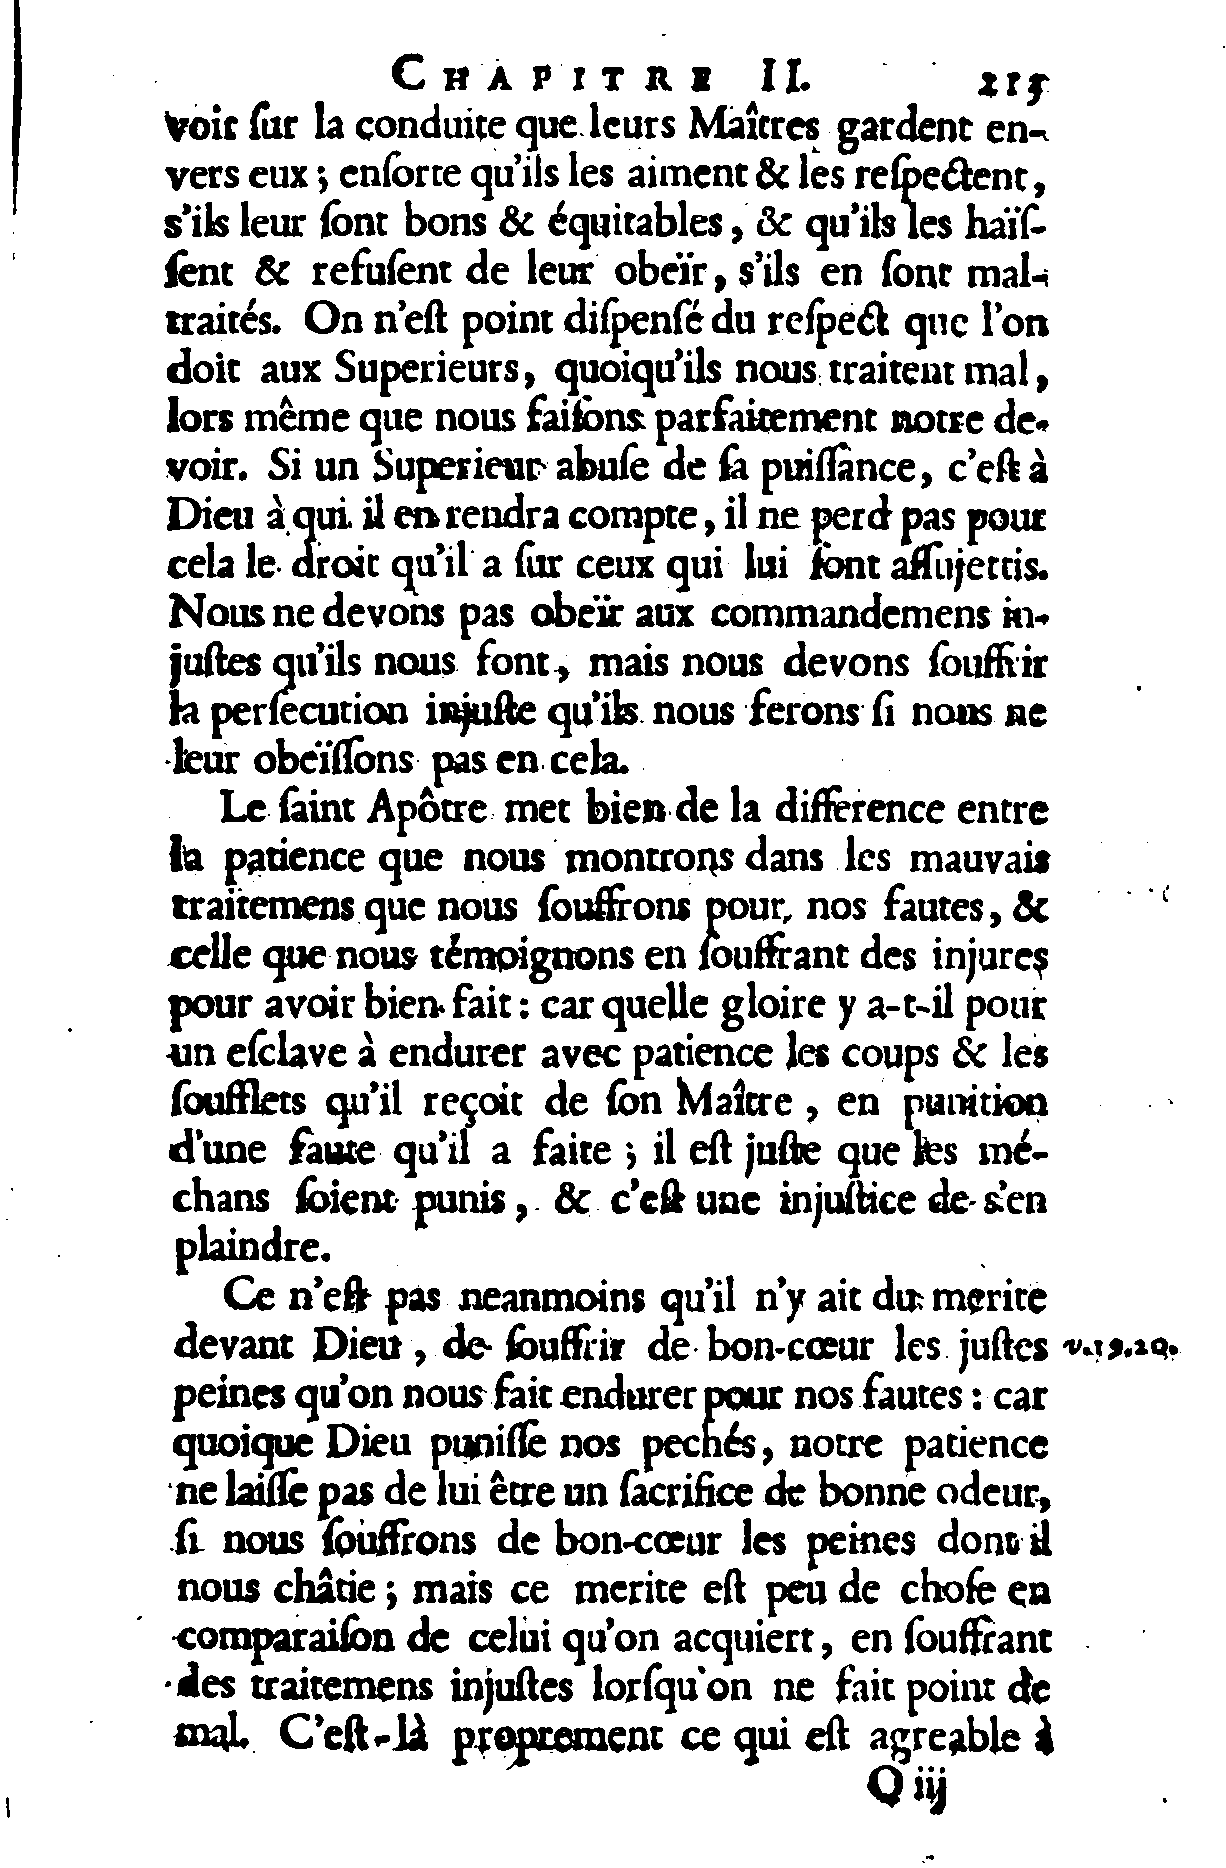 CHAPITRE II. 215
voir ſur la conduite que leurs Maîtres gardent en-
vers eux ; enſorte qu'ils les aiment & les reſpectent,
s'ils leur ſont bons & équitables, & qu'ils les haïſ-
ſent & refuſent de leur obeïr, s'ils en ſont mal-
traités. On n'eſt point diſpenſé du reſpect que l'on
doit aux Superieurs, quoiqu'ils nous traitent mal,
lors même que nous faiſons parfaitement notre de-
voir. Si un Superieur abuſe de ſa puiſſance, c'eſt à
Dieu à qui il en rendra compte, il ne perd pas pour
cela le droit qu'il a ſur ceux qui lui ſont aſſujettis.
Nous ne devons pas obeïr aux commandemens in-
juſtes qu'ils nous font, mais nous devons ſouffrir
la perſecution injuſte qu'ils nous ferons ſi nous ne
leur obeïſſons pas en cela.
Le ſaint Apôtre met bien de la difference entre
la patience que nous montrons dans les mauvais
traitemens que nous ſouffrons pour nos fautes, &
celle que nous témoignons en ſouffrant des injures
pour avoir bien fait : car quelle gloire y a-t-il pour
un eſclave à endurer avec patience les coups & les
ſoufflets qu'il reçoit de ſon Maître, en punition
d'une faute qu'il a faite ; il eſt juſte que les mé-
chans ſoient punis, & c'eſt une injuſtice de s'en
plaindre.
Ce n'eſt pas neanmoins qu'il n'y ait du merite
devant Dieu, de ſouffrir de bon-cœur les juſtes v. 19. 20.
peines qu'on nous fait endurer pour nos fautes : car
quoique Dieu puniſſe nos pechés, notre patience
ne laiſſe pas de lui être un ſacrifice de bonne odeur,
ſi nous ſouffrons de bon-cœur les peines dont il
nous châtie ; mais ce merite eſt peu de choſe en
comparaiſon de celui qu'on acquiert, en ſouffrant
des traitemens injuſtes lorſqu'on ne fait point de
mal. C'eſt-là proprement ce qui eſt agreable à
Q iij